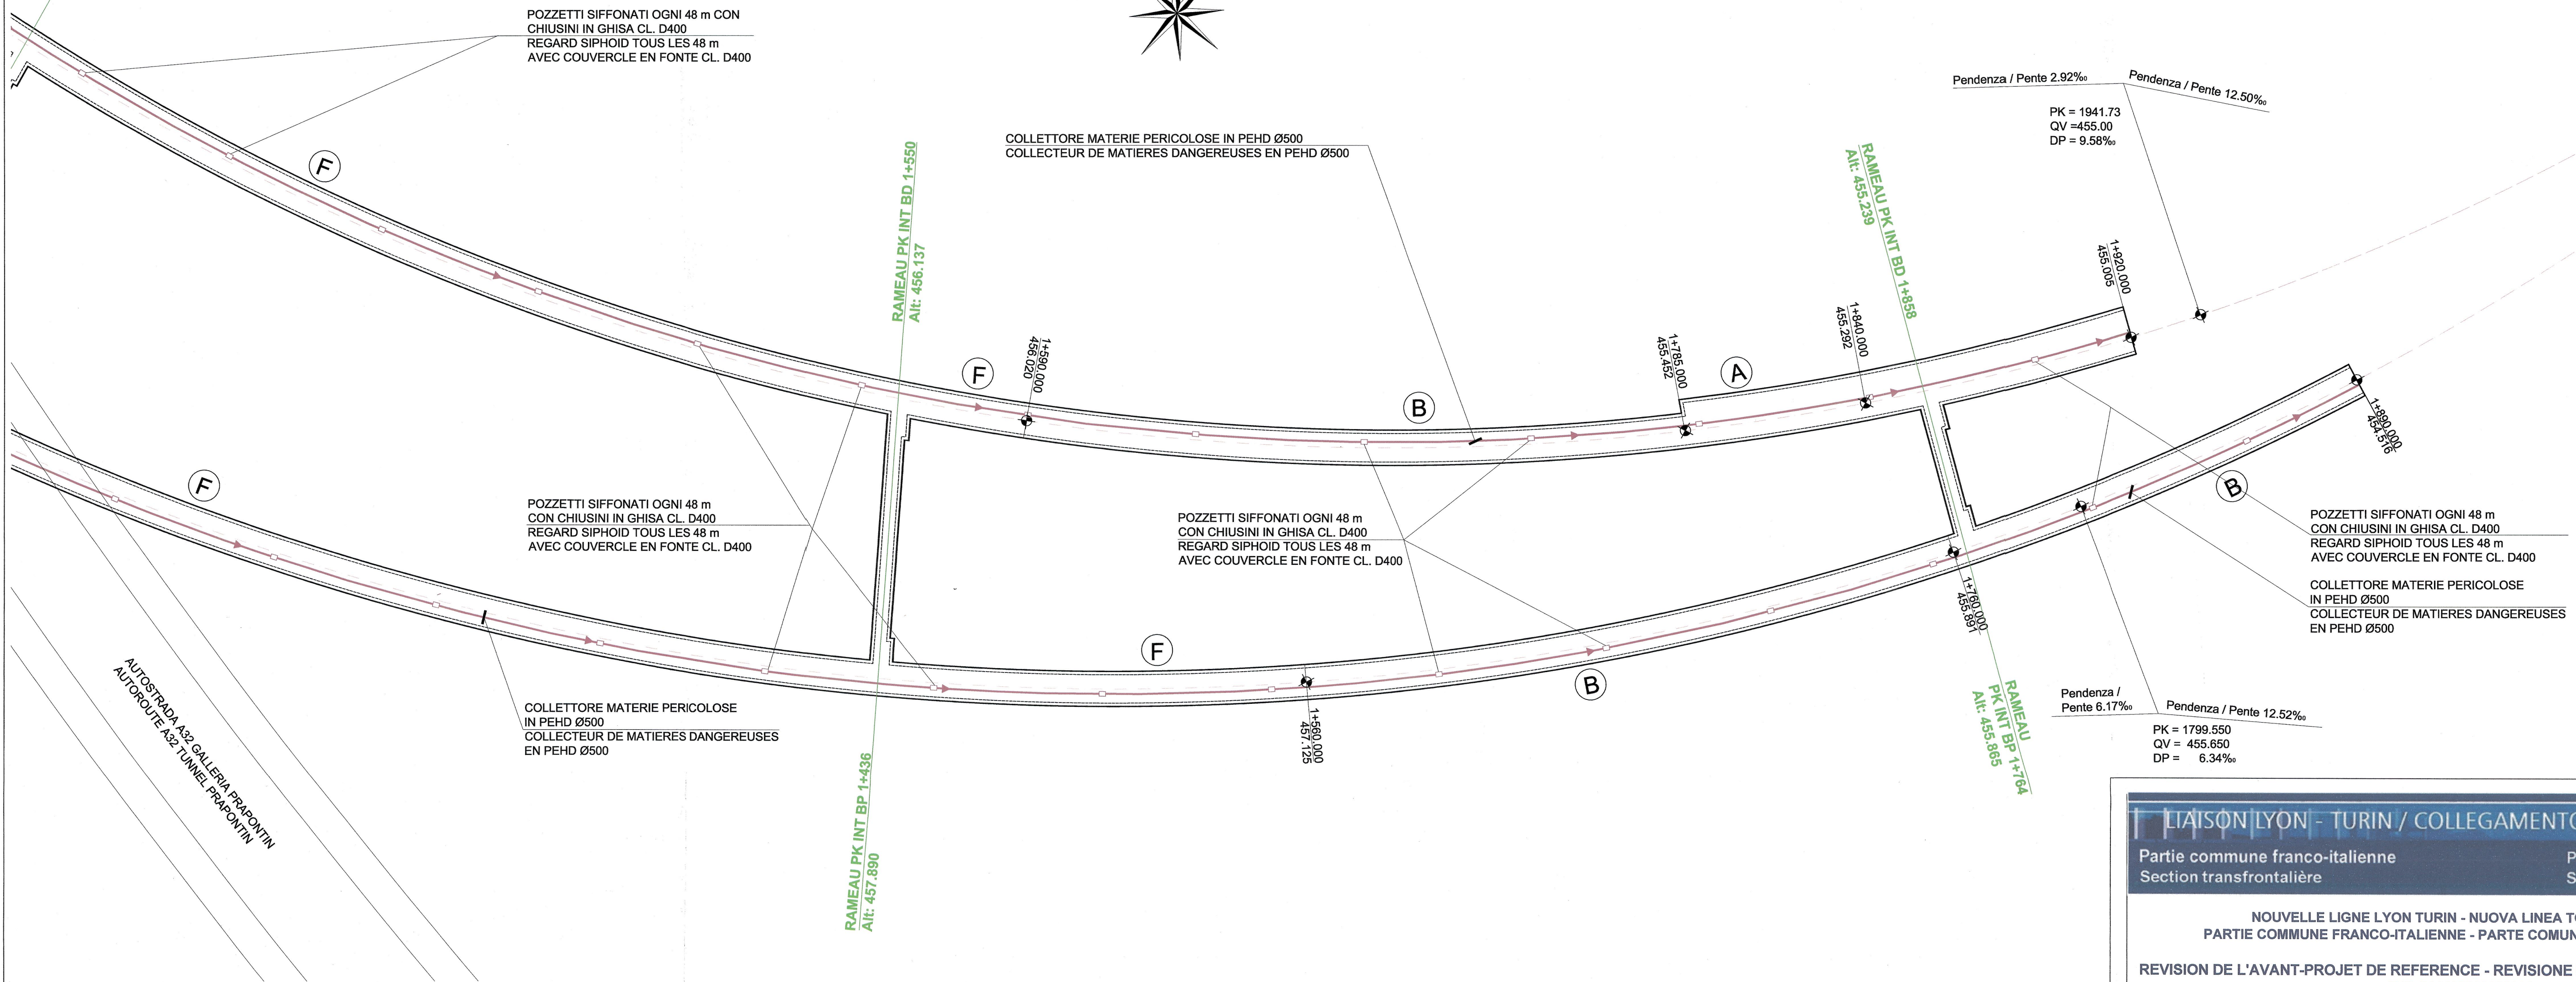 POZZETTI SIFFONATI OGNI 48 m CON
CHIUSINI IN GHISA CL. D400
REGARD SIPHOID TOUS LES 48 m
AVEC COUVERCLE EN FONTE CL. D400
Pendenza / Pente 2.92‰
Pendenza / Pente 12.50‰
PK = 1941.73
QV =455.00
DP = 9.58‰
COLLETTORE MATERIE PERICOLOSE IN PEHD Ø500
COLLECTEUR DE MATIERES DANGEREUSES EN PEHD Ø500
F
RAMEAU PK INT BD 1+550
Alt: 456.137
RAMEAU PK INT BD 1+858
Alt: 455.239
1+920.000
455.005
1+840.000
455.292
1+785.000
455.452
1+590.000
456.020
F
A
B
1+890.000
454.516
F
B
POZZETTI SIFFONATI OGNI 48 m
CON CHIUSINI IN GHISA CL. D400
REGARD SIPHOID TOUS LES 48 m
AVEC COUVERCLE EN FONTE CL. D400
POZZETTI SIFFONATI OGNI 48 m
CON CHIUSINI IN GHISA CL. D400
REGARD SIPHOID TOUS LES 48 m
AVEC COUVERCLE EN FONTE CL. D400
POZZETTI SIFFONATI OGNI 48 m
CON CHIUSINI IN GHISA CL. D400
REGARD SIPHOID TOUS LES 48 m
AVEC COUVERCLE EN FONTE CL. D400
COLLETTORE MATERIE PERICOLOSE
IN PEHD Ø500
COLLECTEUR DE MATIERES DANGEREUSES
EN PEHD Ø500
1+760.000
455.891
F
B
RAMEAU
PK INT BP 1+764
Alt: 455.865
Pendenza /
Pente 6.17‰
Pendenza / Pente 12.52‰
PK = 1799.550
QV = 455.650
DP = 6.34‰
AUTOSTRADA A32 GALLERIA PRAPONTIN
AUTOROUTE A32 TUNNEL PRAPONTIN
COLLETTORE MATERIE PERICOLOSE
IN PEHD Ø500
COLLECTEUR DE MATIERES DANGEREUSES
EN PEHD Ø500
1+560.000
457.125
RAMEAU PK INT BP 1+436
Alt: 457.890
LIAISON LYON - TURIN / COLLEGAMENTO
Partie commune franco-italienne
P
Section transfrontalière
S
NOUVELLE LIGNE LYON TURIN - NUOVA LINEA TO
PARTIE COMMUNE FRANCO-ITALIENNE - PARTE COMUN
REVISION DE L'AVANT-PROJET DE REFERENCE - REVISIONE